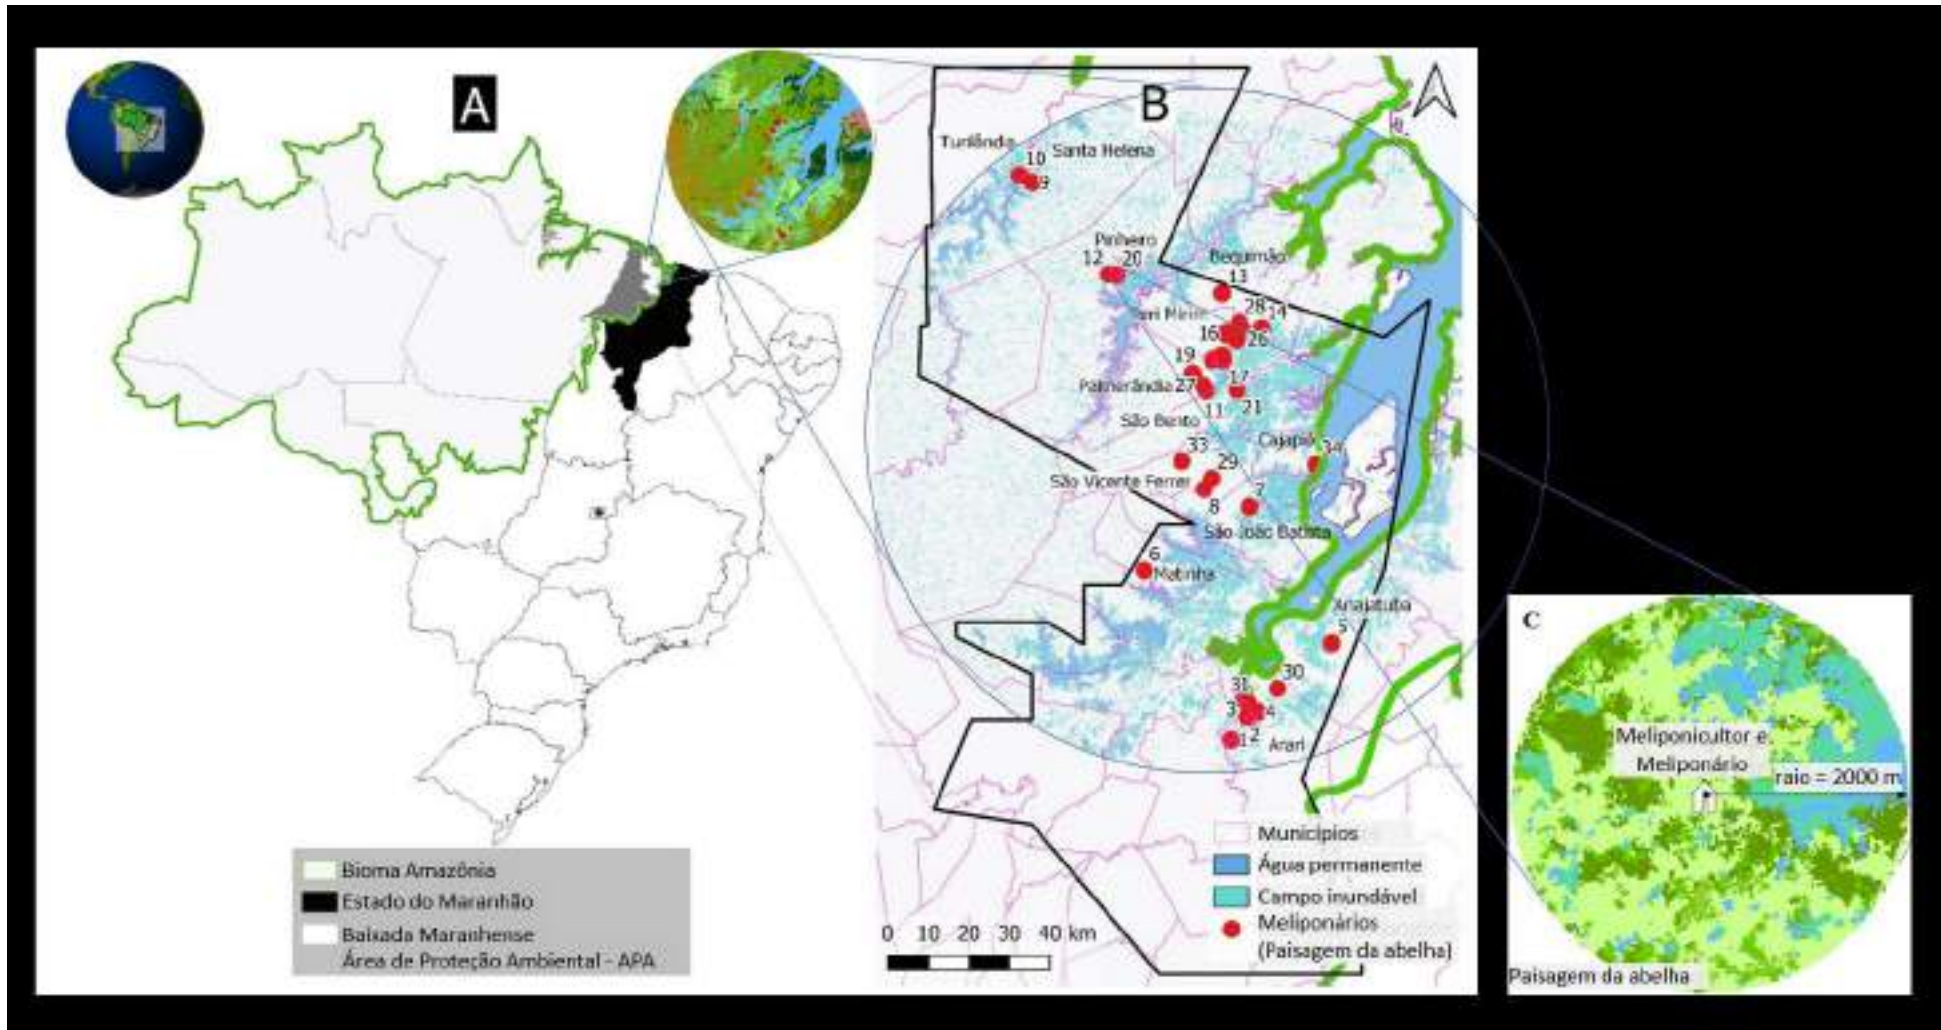 A
Bioma Amazônia
Estado do Maranhão
Baixada Maranhense
Área de Proteção Ambiental - APA
B
Turilândia
10
Santa Helena
9
Pinheiro
12
20
Bequimão
13
28
14
16
26
19
17
Palmerândia
27
11
21
São Bento
Cajapió
34
33
29
São Vicente Ferrer
8
7
São João Batista
6
Matinha
Anajatuba
5
30
31
3
4
2
1
Arari
Municípios
Água permanente
Campo inundável
Meliponários
(Paisagem da abelha)
0 10 20 30 40 km
C
Meliponicultor e
Meliponário
raio = 2000 m
Paisagem da abelha